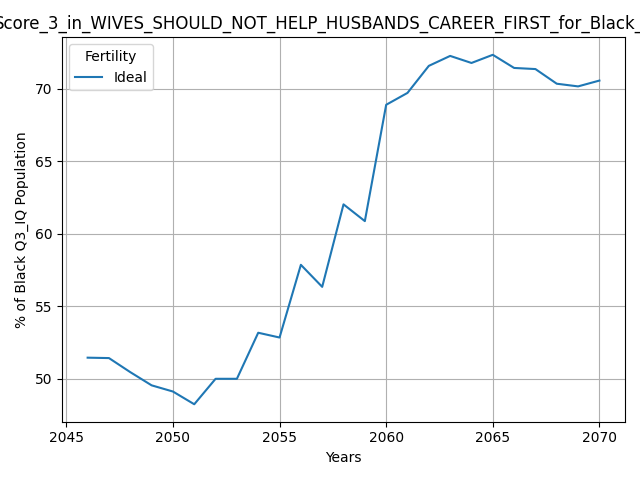 Score_3_in_WIVES_SHOULD_NOT_HELP_HUSBANDS_CAREER_FIRST_for_Black_
Fertility
Ideal
% of Black Q3_IQ Population
70
65
60
55
50
2045 2050 2055 2060 2065 2070
Years